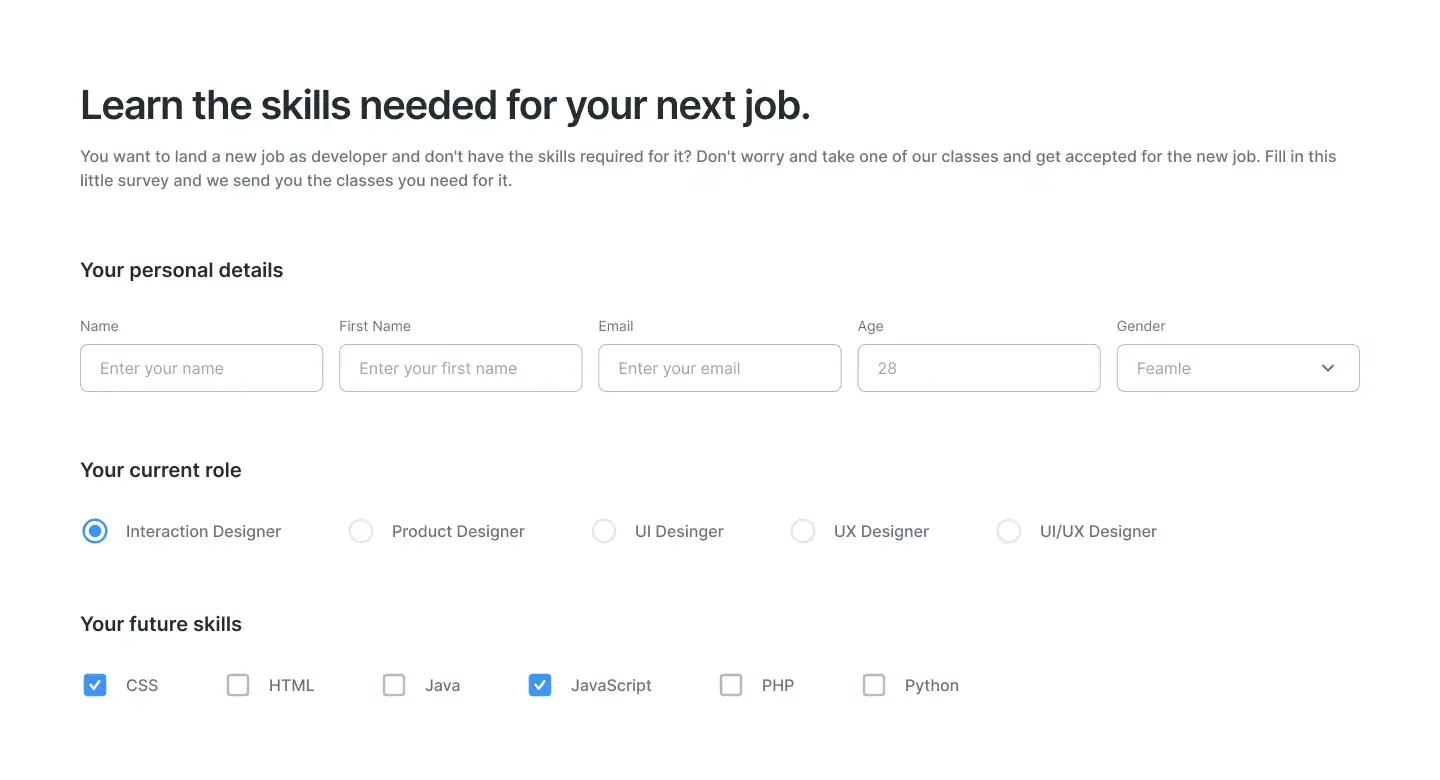 Learn the skills needed for your next job.
You want to land a new job as developer and don't have the skills required for it? Don't worry and take one of our classes and get accepted for the new job. Fill in this
little survey and we send you the classes you need for it.
Your personal details
Name First Name Email Age Gender
Enter your name Enter your first name Enter your email 28 Feamle
Your current role
Interaction Designer Product Designer UI Desinger UX Designer UI/UX Designer
Your future skills
CSS HTML Java JavaScript PHP Python